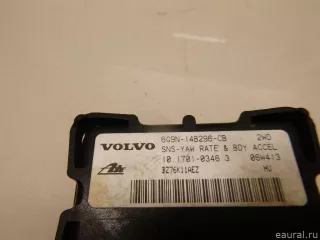 VOLVO
6G9N-14B296-CB 2WD
SNS-YAW RATE & BDY ACCEL
10.1701-0346.3 06W413
3Z76K11AEZ HU
Ate
© eaural.ru